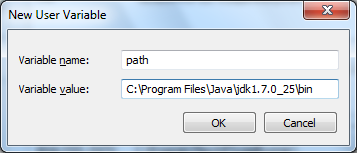 New User Variable
Variable name: path
Variable value: C:\Program Files\Java\jdk1.7.0_25\bin
OK Cancel